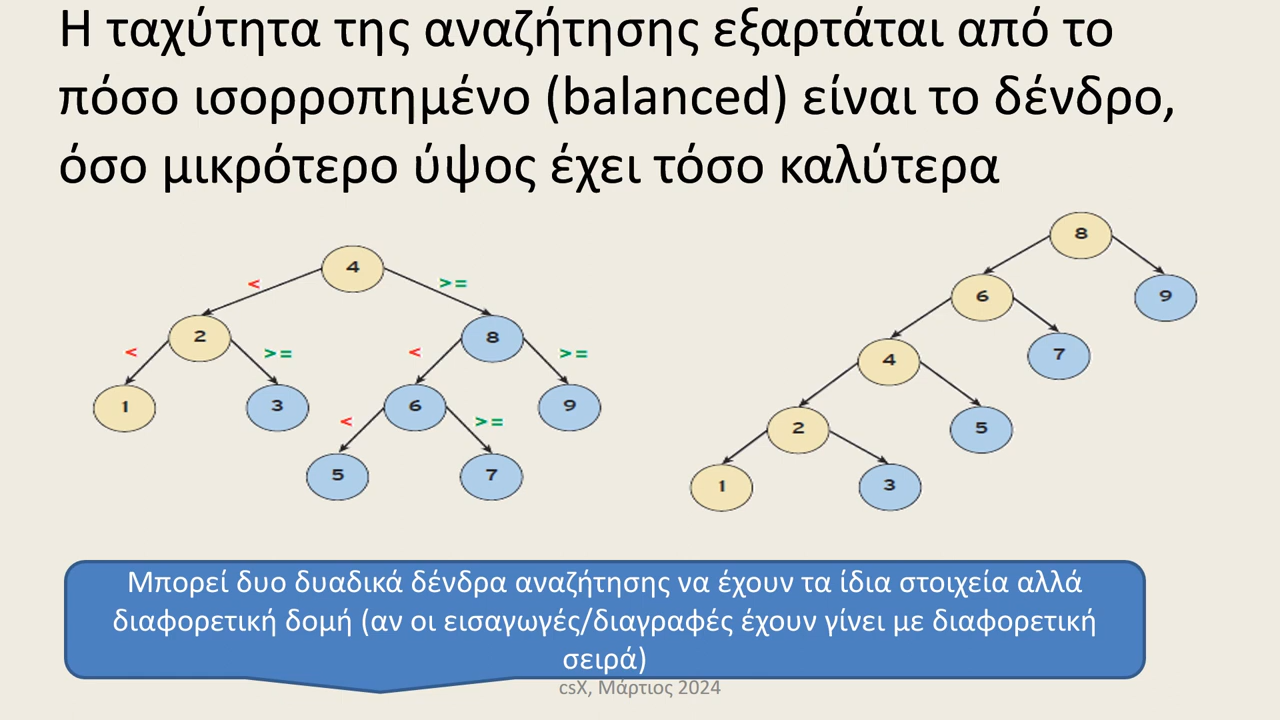 Η ταχύτητα της αναζήτησης εξαρτάται από το
πόσο ισορροπημένο (balanced) είναι το δένδρο,
όσο μικρότερο ύψος έχει τόσο καλύτερα
4
< >=
2 8
< >= < >=
1 3 6 9
< >=
5 7
8
6 9
4 7
2 5
1 3
Μπορεί δυο δυαδικά δένδρα αναζήτησης να έχουν τα ίδια στοιχεία αλλά
διαφορετική δομή (αν οι εισαγωγές/διαγραφές έχουν γίνει με διαφορετική
σειρά)
csX, Μάρτιος 2024